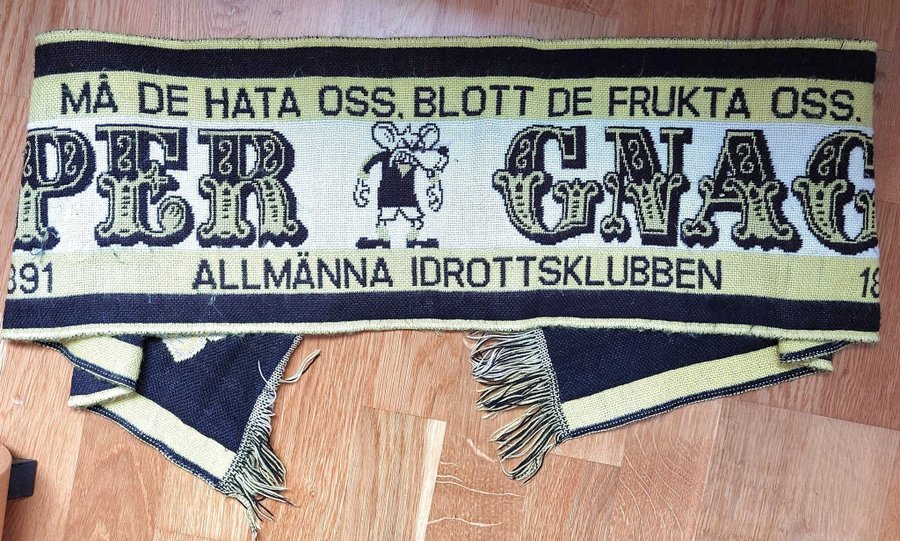 MÅ DE HATA OSS, BLOTT DE FRUKTA OSS.
PER GNAG
891 ALLMÄNNA IDROTTSKLUBBEN 18